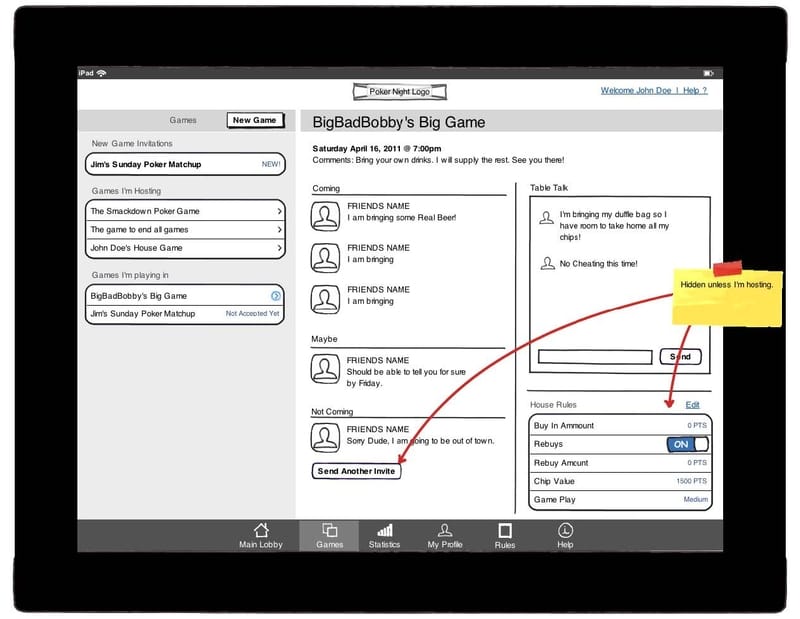 iPad
Poker Night Logo
Welcome John Doe | Help ?
Games
New Game
New Game Invitations
Jim's Sunday Poker Matchup NEW!
Games I'm Hosting
The Smackdown Poker Game
The game to end all games
John Doe's House Game
Games I'm playing in
BigBadBobby's Big Game
Jim's Sunday Poker Matchup Not Accepted Yet
BigBadBobby's Big Game
Saturday April 16, 2011 @ 7:00pm
Comments: Bring your own drinks. I will supply the rest. See you there!
Coming
FRIENDS NAME
I am bringing some Real Beer!
FRIENDS NAME
I am bringing
FRIENDS NAME
I am bringing
Maybe
FRIENDS NAME
Should be able to tell you for sure
by Friday.
Not Coming
FRIENDS NAME
Sorry Dude, I am going to be out of town.
Send Another Invite
Table Talk
I'm bringing my duffle bag so I
have room to take home all my
chips!
No Cheating this time!
Send
Hidden unless I'm hosting.
House Rules Edit
Buy In Ammount 0 PTS
Rebuys ON
Rebuy Amount 0 PTS
Chip Value 1500 PTS
Game Play Medium
Main Lobby
Games
Statistics
My Profile
Rules
Help